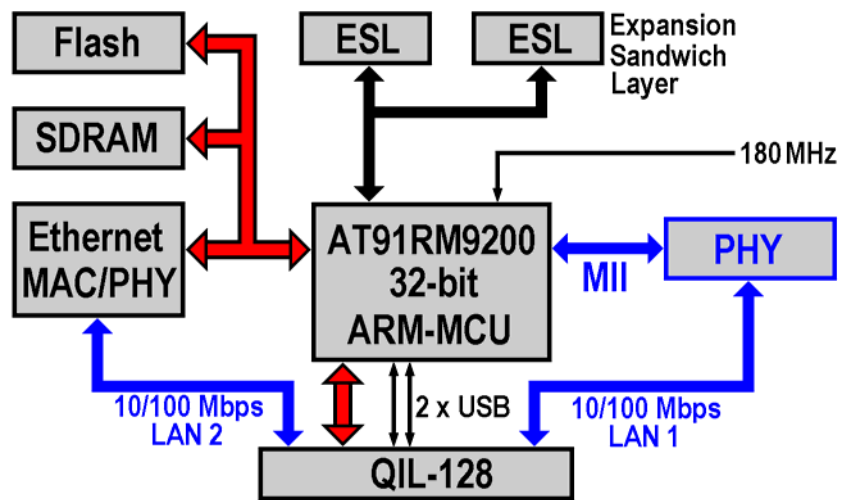 Flash
ESL
ESL
Expansion
Sandwich
Layer
SDRAM
180 MHz
Ethernet
MAC/PHY
AT91RM9200
32-bit
ARM-MCU
MII
PHY
10/100 Mbps
LAN 2
2 x USB
10/100 Mbps
LAN 1
QIL-128